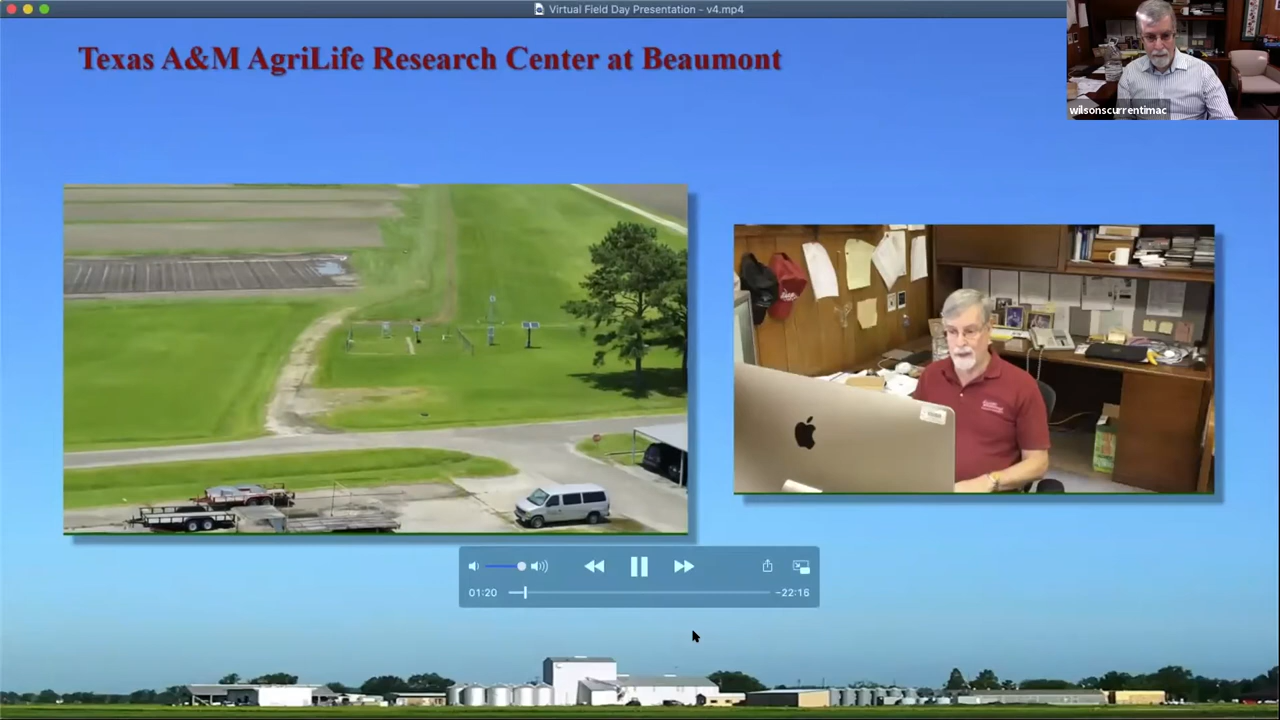 Virtual Field Day Presentation – v4.mp4
Texas A&M AgriLife Research Center at Beaumont
wilsonscurrentimac
01:20
−22:16